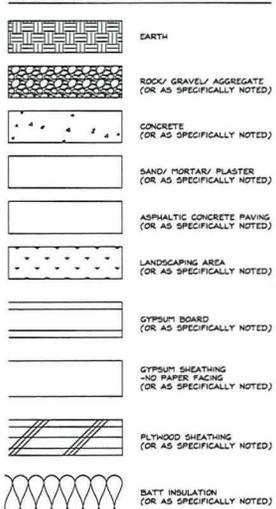 EARTH
ROCK/ GRAVEL/ AGGREGATE
(OR AS SPECIFICALLY NOTED)
CONCRETE
(OR AS SPECIFICALLY NOTED)
SAND/ MORTAR/ PLASTER
(OR AS SPECIFICALLY NOTED)
ASPHALTIC CONCRETE PAVING
(OR AS SPECIFICALLY NOTED)
LANDSCAPING AREA
(OR AS SPECIFICALLY NOTED)
GYPSUM BOARD
(OR AS SPECIFICALLY NOTED)
GYPSUM SHEATHING
-NO PAPER FACING
(OR AS SPECIFICALLY NOTED)
PLYWOOD SHEATHING
(OR AS SPECIFICALLY NOTED)
BATT INSULATION
(OR AS SPECIFICALLY NOTED)